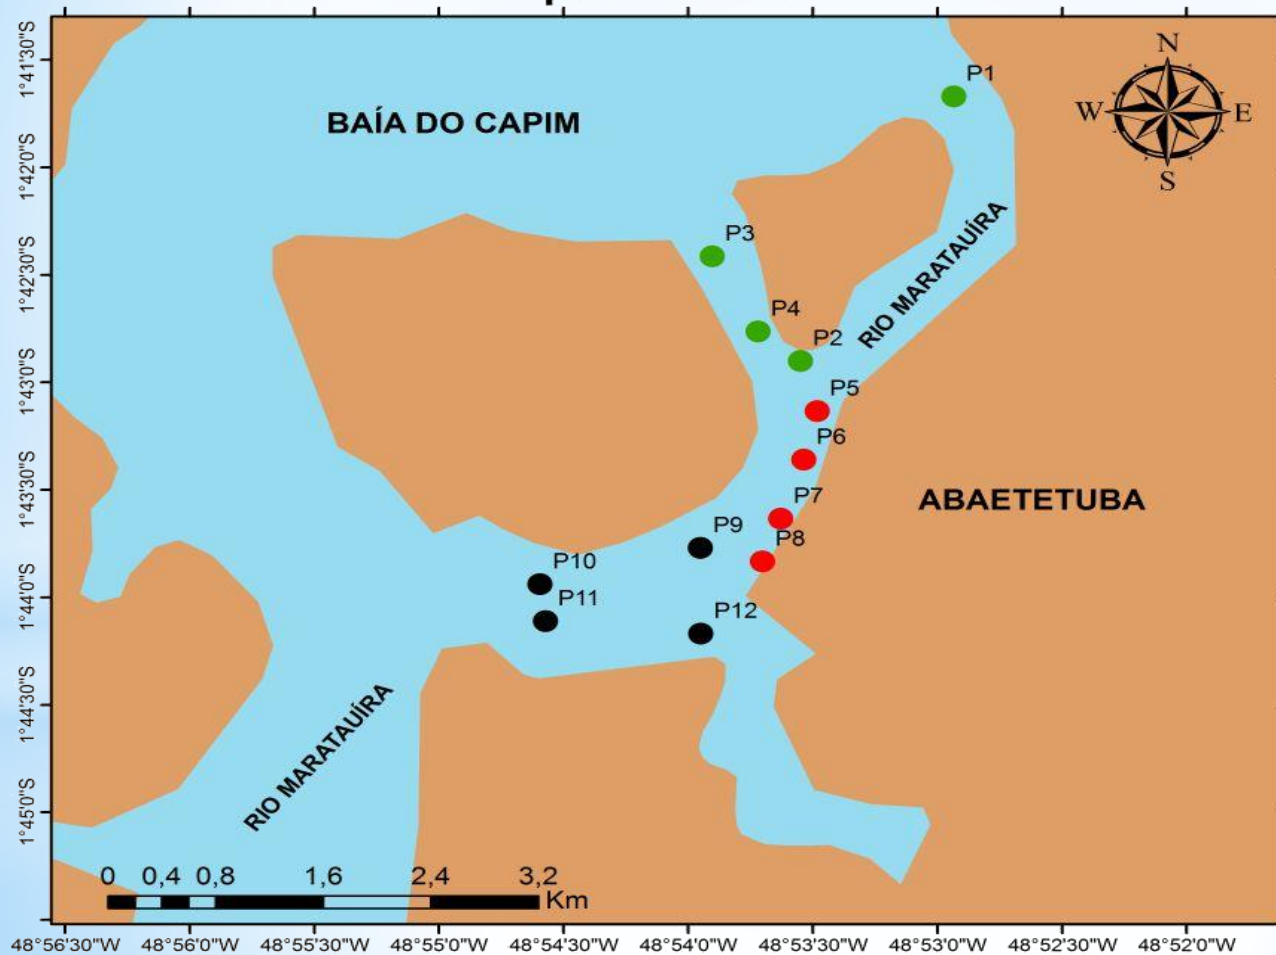 1°41'30"S
1°42'0"S
1°42'30"S
1°43'0"S
1°43'30"S
1°44'0"S
1°44'30"S
1°45'0"S
BAÍA DO CAPIM
P1
N
W
E
S
P3
RIO MARATAUÍRA
P4
P2
P5
P6
P7
ABAETETUBA
P9
P8
P10
P11
P12
RIO MARATAUÍRA
0 0,4 0,8 1,6 2,4 3,2
Km
48°56'30"W 48°56'0"W 48°55'30"W 48°55'0"W 48°54'30"W 48°54'0"W 48°53'30"W 48°53'0"W 48°52'30"W 48°52'0"W